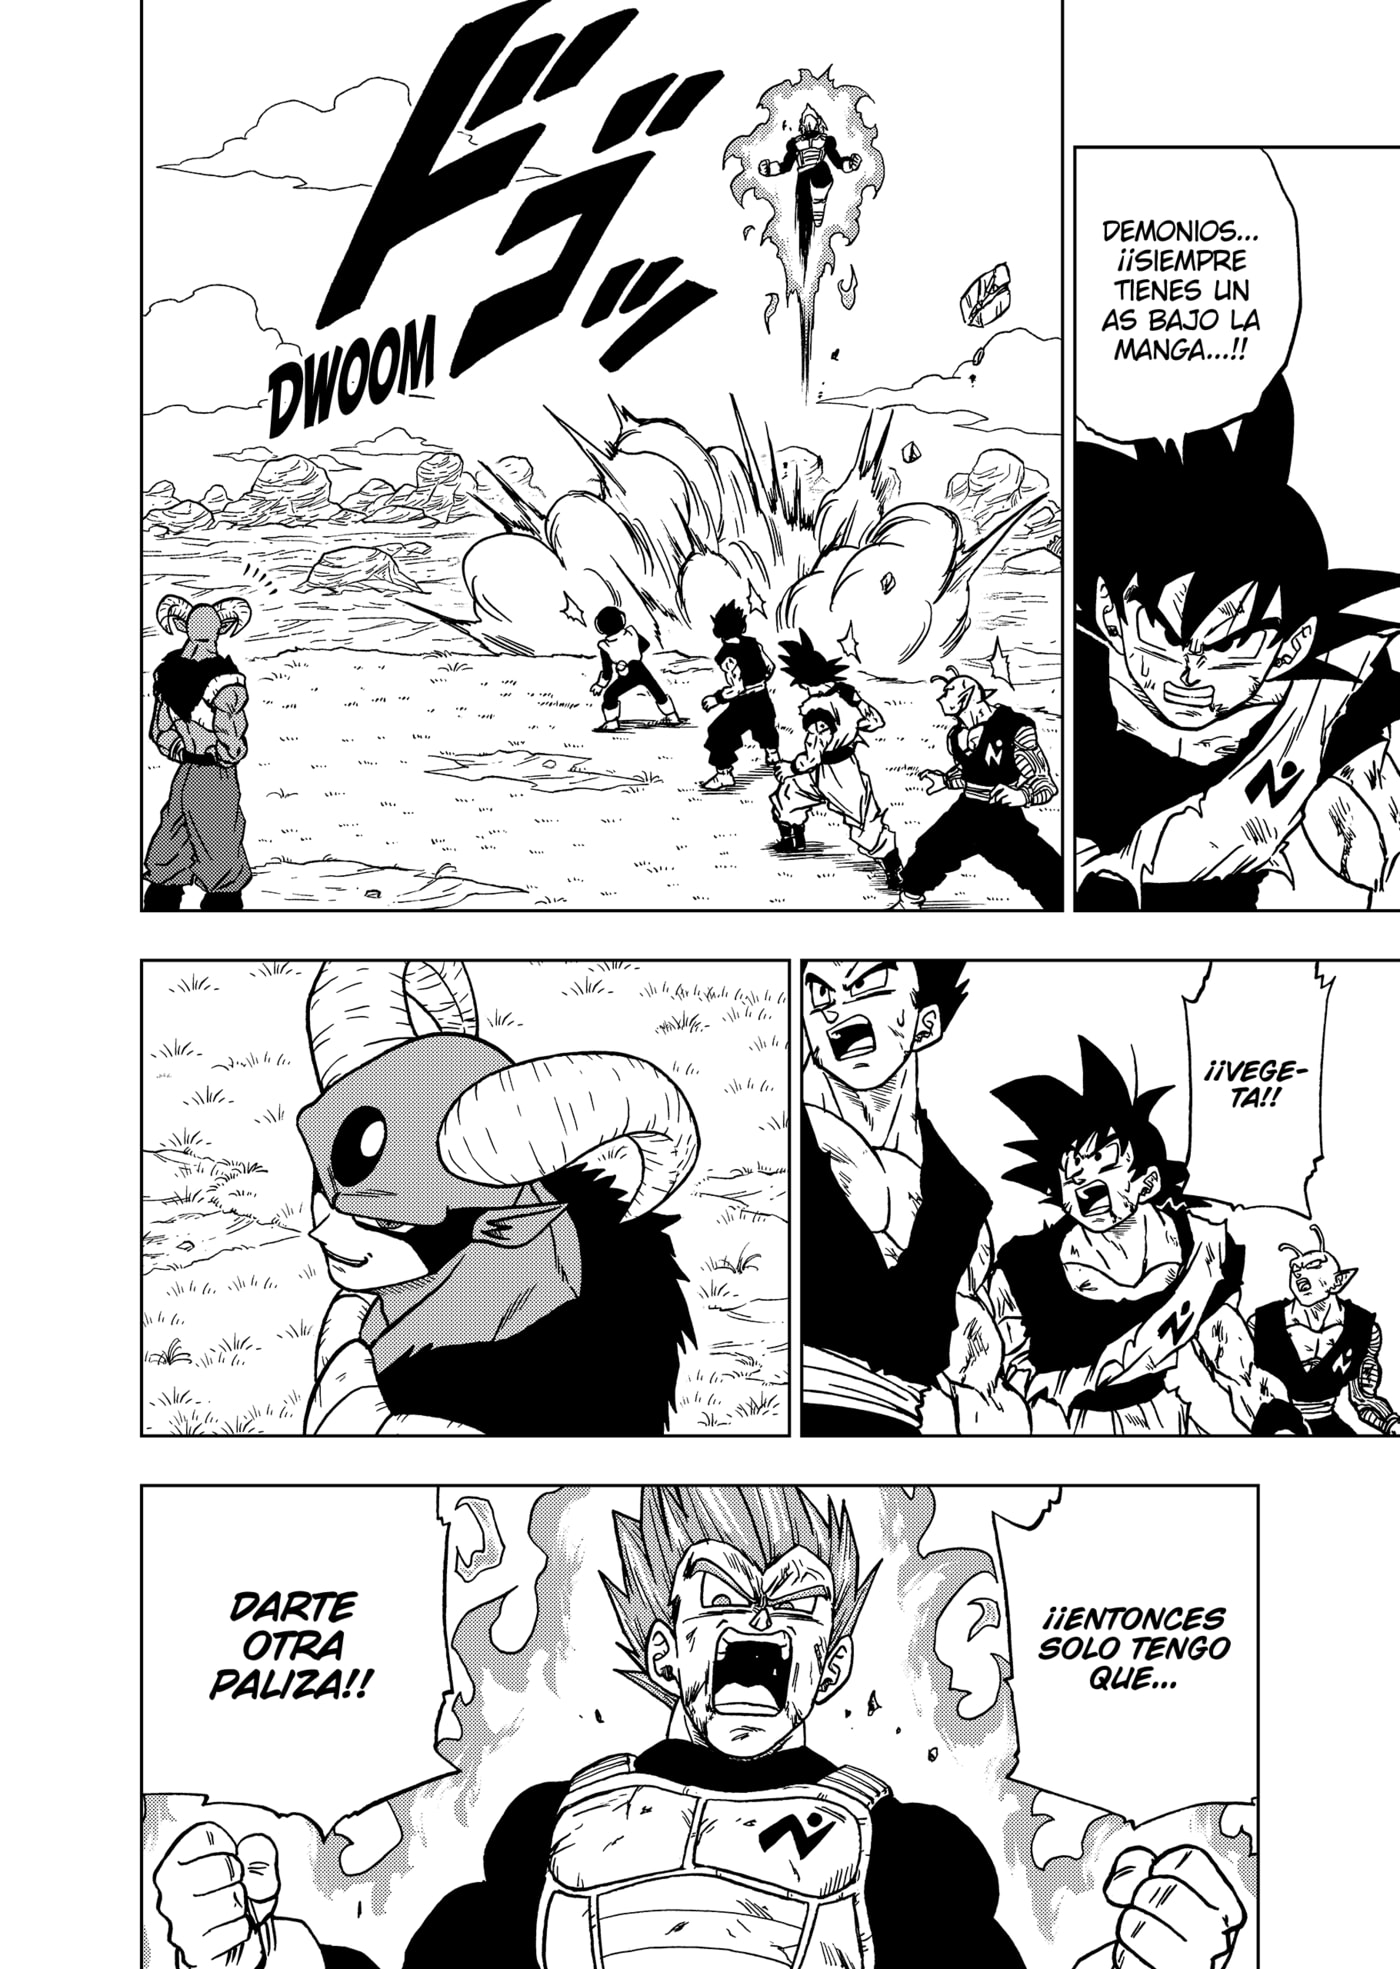 DEMONIOS...
¡¡SIEMPRE
TIENES UN
AS BAJO LA
MANGA...!!
ドゴッ
DWOOM
¡¡VEGE-
TA!!
¡¡ENTONCES
SOLO TENGO
QUE...
DARTE
OTRA
PALIZA!!